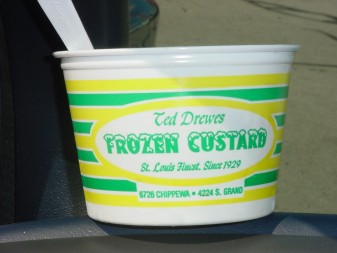 Ted Drewes
FROZEN CUSTARD
St. Louis Finest. Since 1929
6726 CHIPPEWA • 4224 S. GRAND